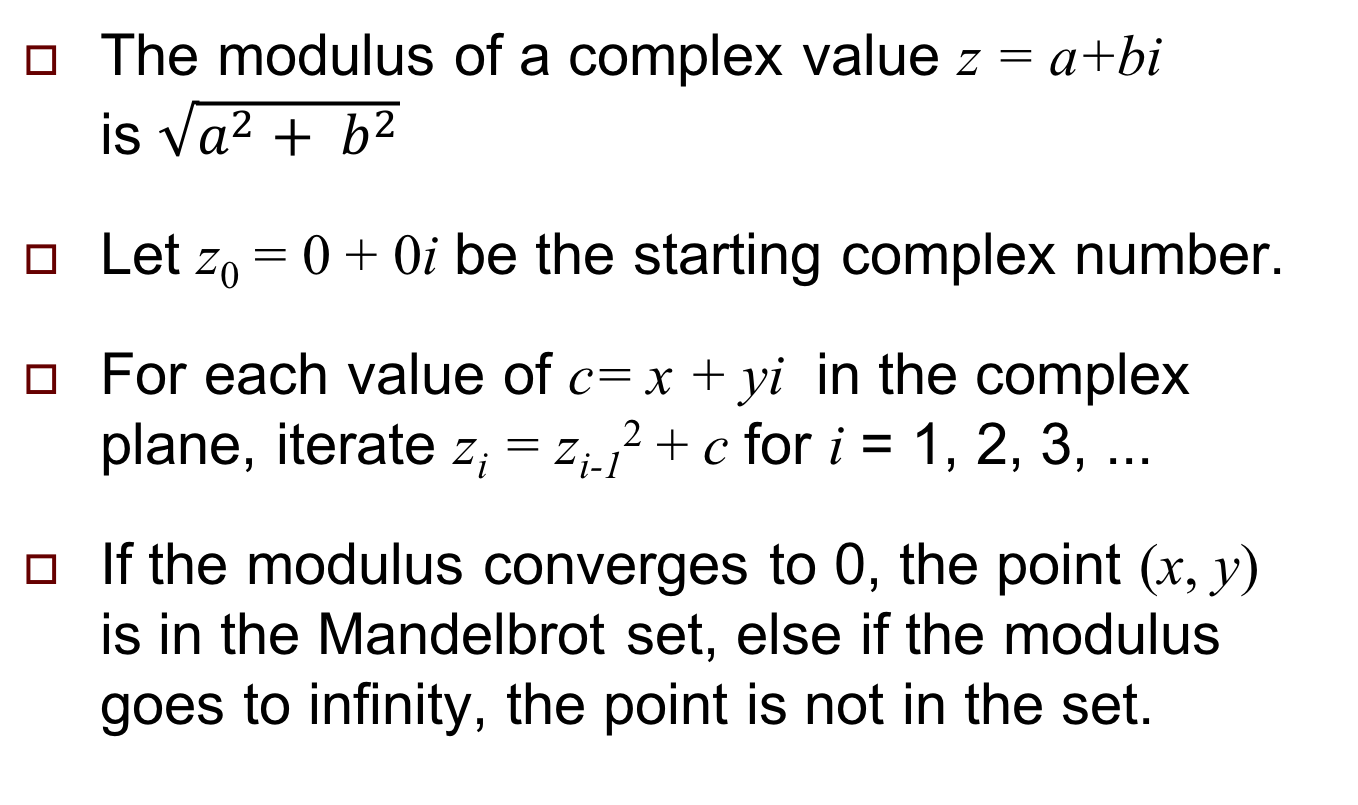 The modulus of a complex value z = a+bi
is √a² + b²
Let z₀ = 0 + 0i be the starting complex number.
For each value of c= x + yi in the complex
plane, iterate zᵢ = zᵢ₋₁² + c for i = 1, 2, 3, ...
If the modulus converges to 0, the point (x, y)
is in the Mandelbrot set, else if the modulus
goes to infinity, the point is not in the set.